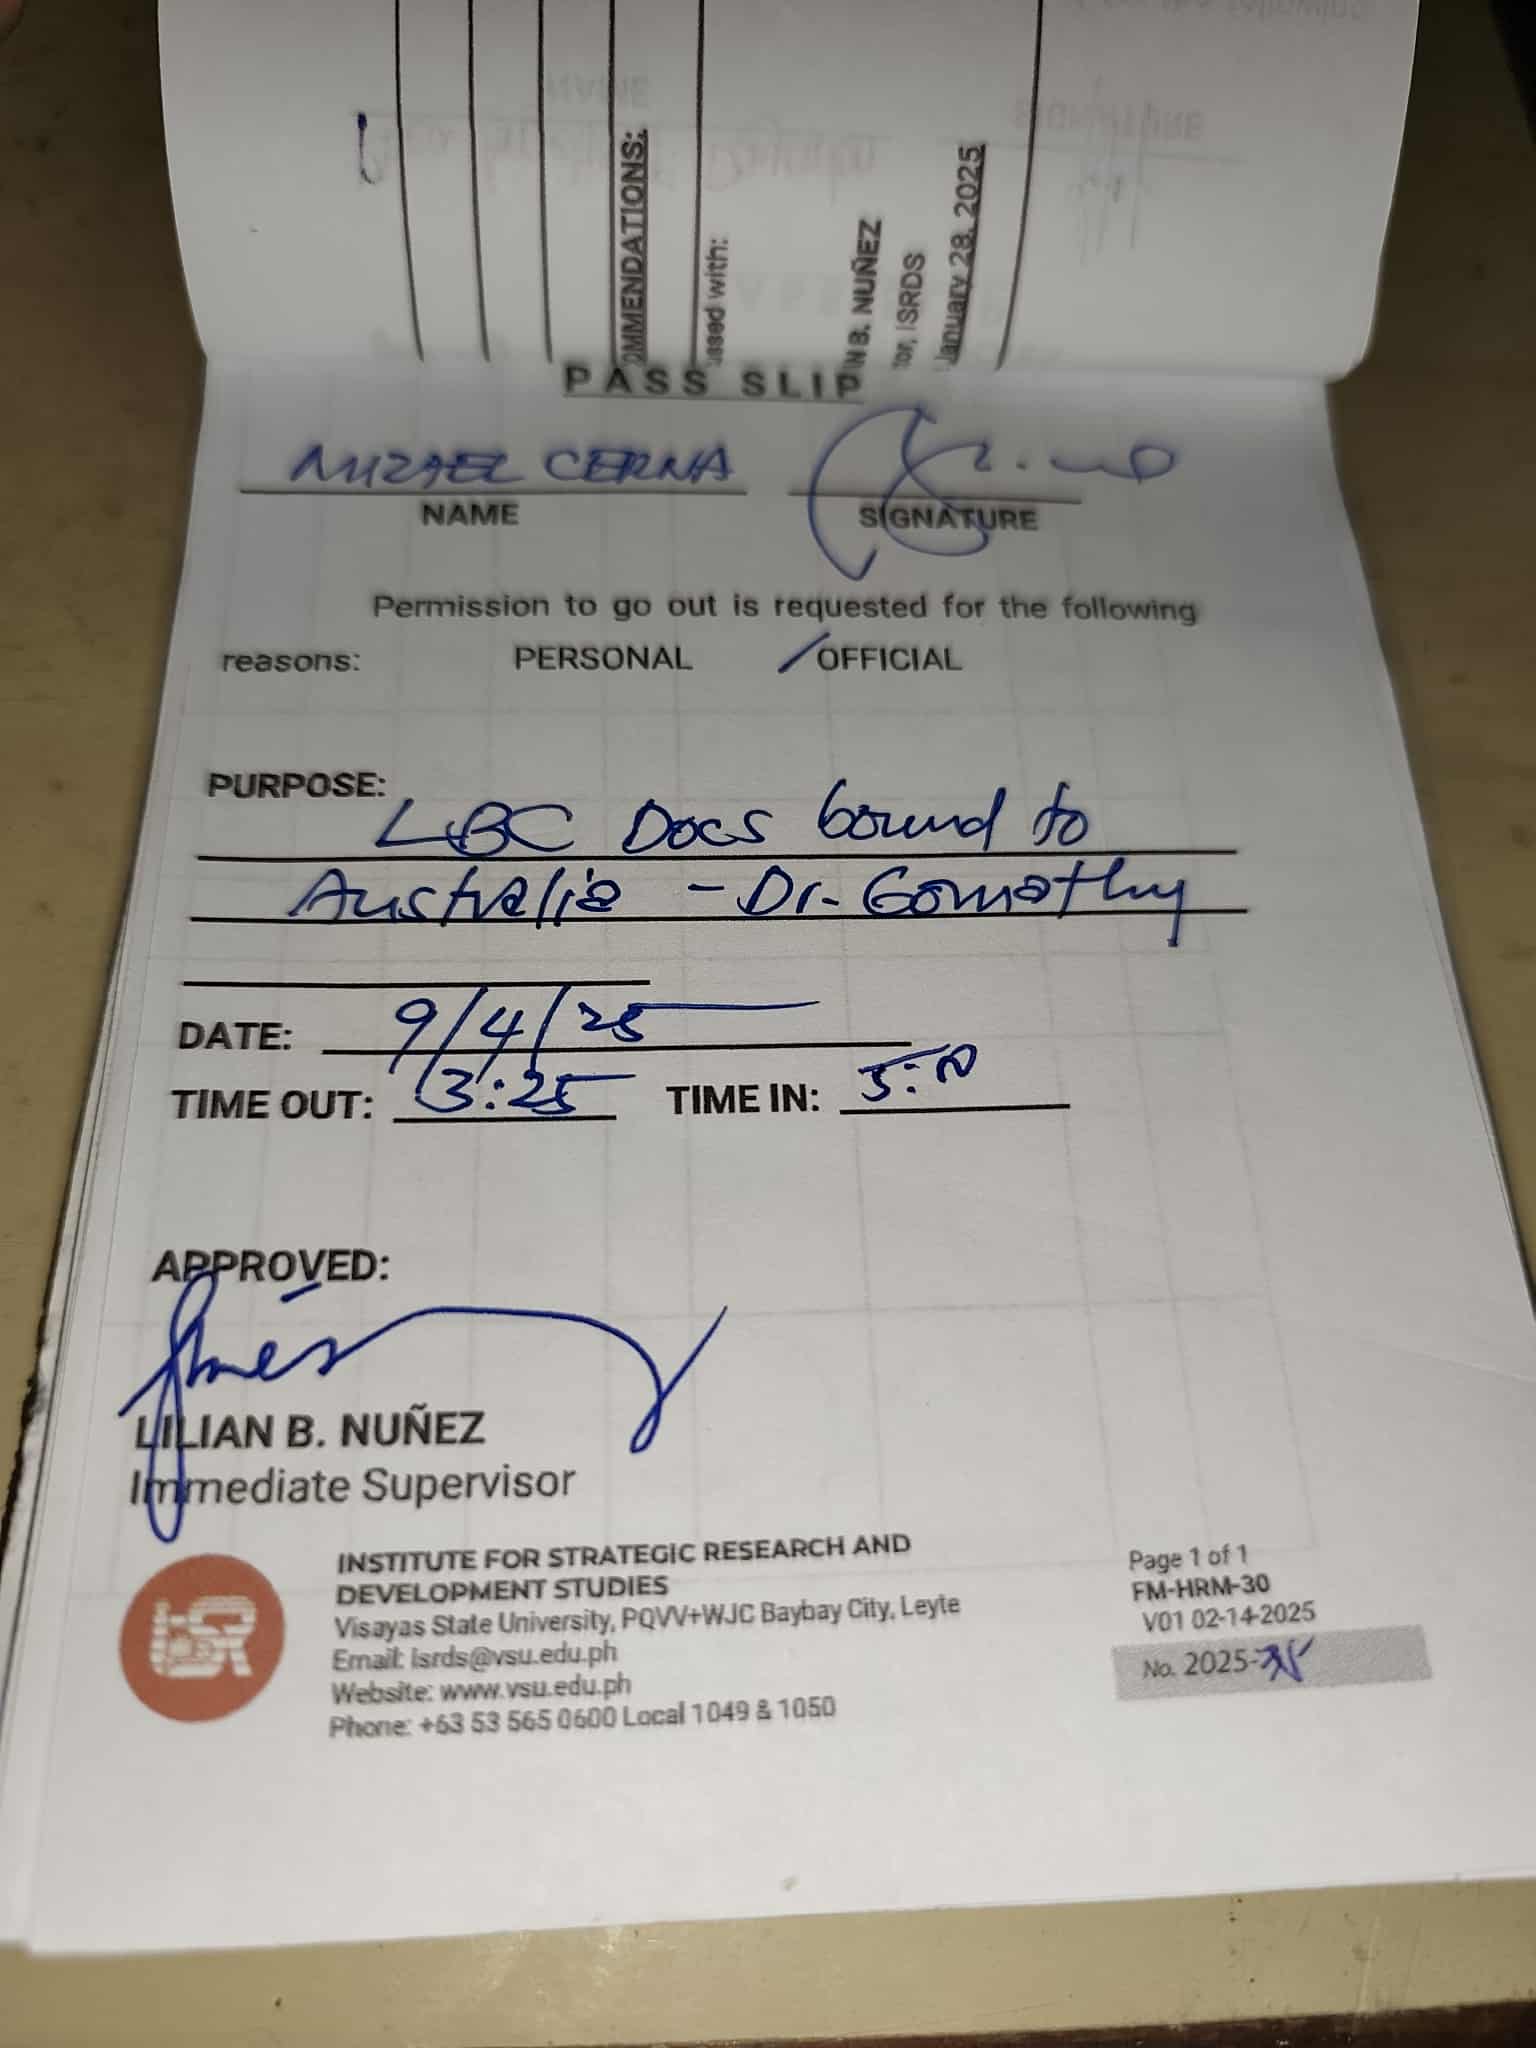 OMMENDATIONS:
ussed with:
N B. NUÑEZ
tor, ISRDS
January 28, 2025
PASS SLIP
MIZAEL CERNA
NAME SIGNATURE
Permission to go out is requested for the following
reasons: PERSONAL /OFFICIAL
PURPOSE:
LBC Docs bound to
Australia - Dr. Gomathy
DATE: 9/4/25
TIME OUT: 3:25 TIME IN:
APPROVED:
LILIAN B. NUÑEZ
Immediate Supervisor
INSTITUTE FOR STRATEGIC RESEARCH AND
DEVELOPMENT STUDIES
Visayas State University, PQVV+WJC Baybay City, Leyte
Email: isrds@vsu.edu.ph
Website: www.vsu.edu.ph
Phone: +63 53 565 0600 Local 1049 & 1050
Page 1 of 1
FM-HRM-30
V01 02-14-2025
No. 2025-